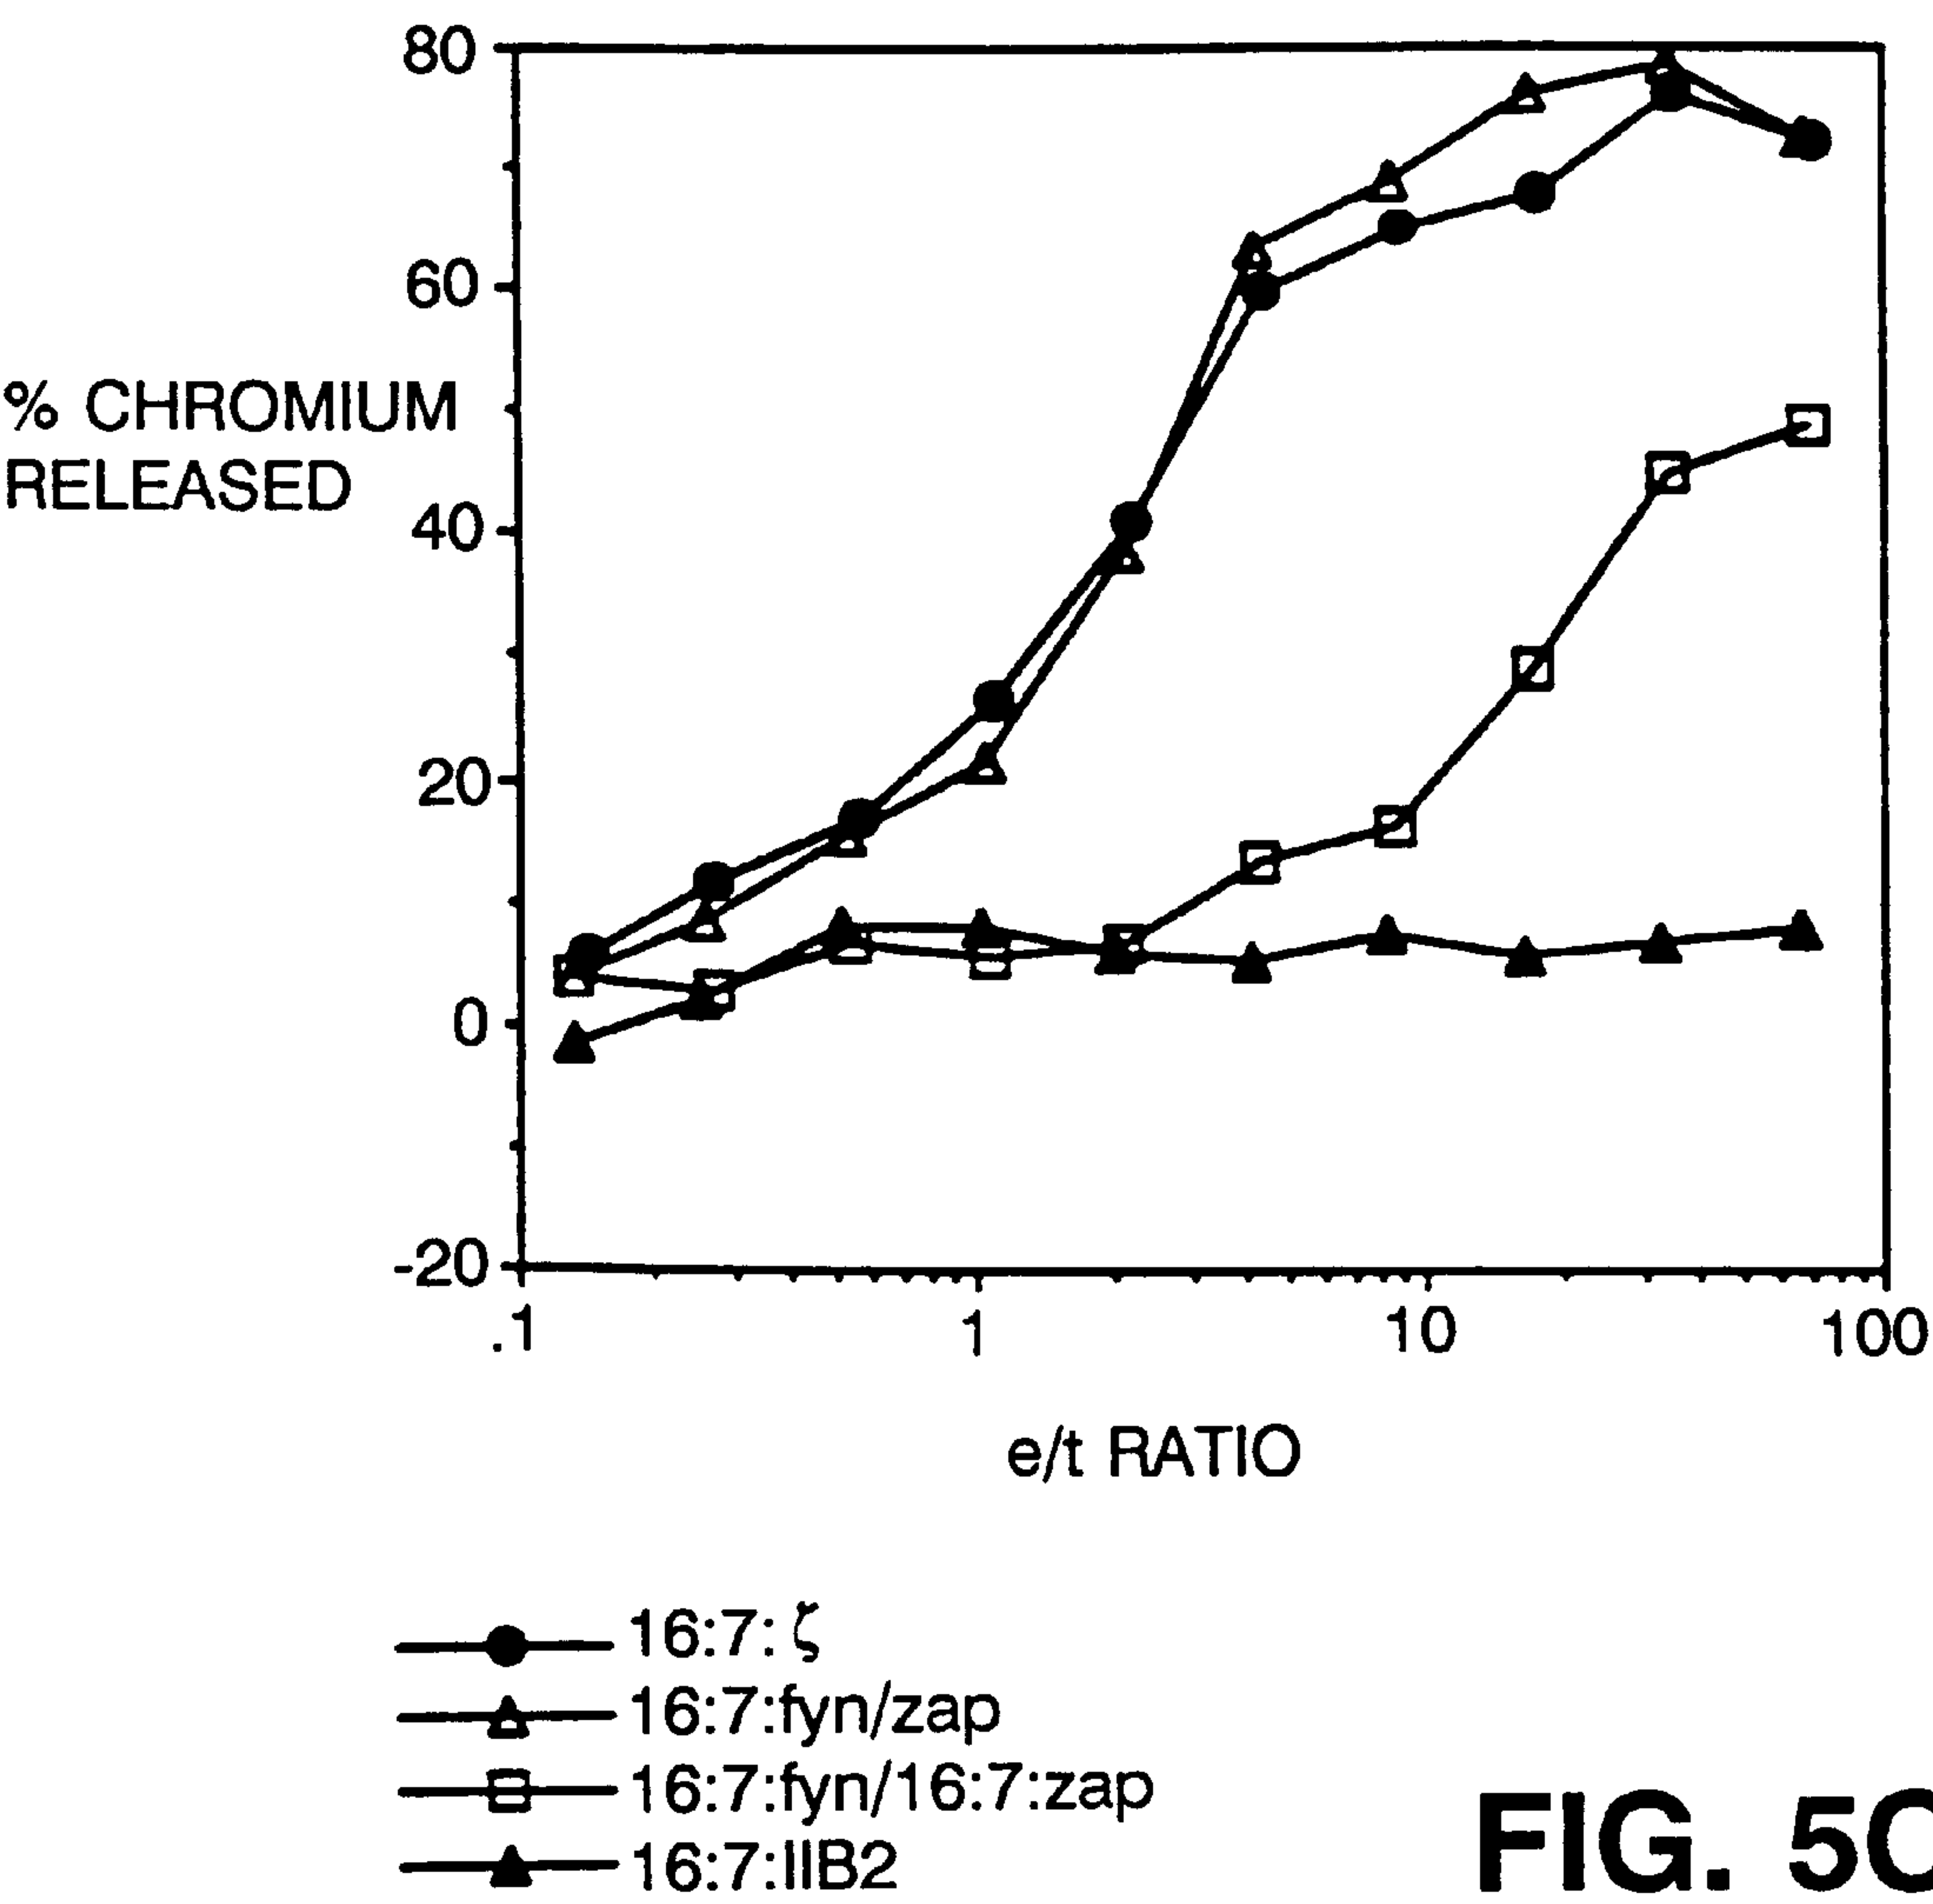 80
60
% CHROMIUM
RELEASED
40
20
0
-20
.1
1
10
100
e/t RATIO
16:7: ζ
16:7:fyn/zap
16:7:fyn/16:7:zap
16:7:IIB2
FIG.